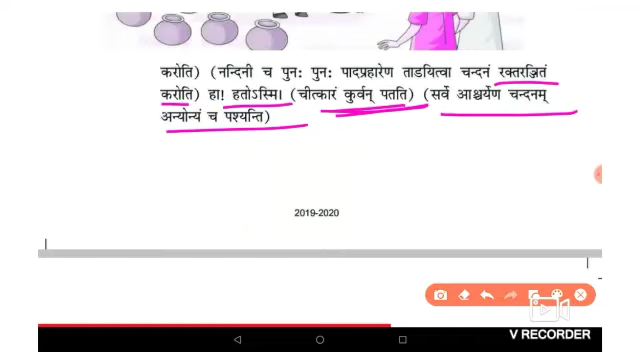 करोति) (नन्दिनी च पुनः पुनः पादप्रहारेण ताडयित्वा चन्दनं रक्तरञ्जितं
करोति) हा! हतोऽस्मि। (चीत्कारं कुर्वन् पतति) (सर्वे आश्चर्येण चन्दनम्
अन्योन्यं च पश्यन्ति)
2019-2020
V RECORDER